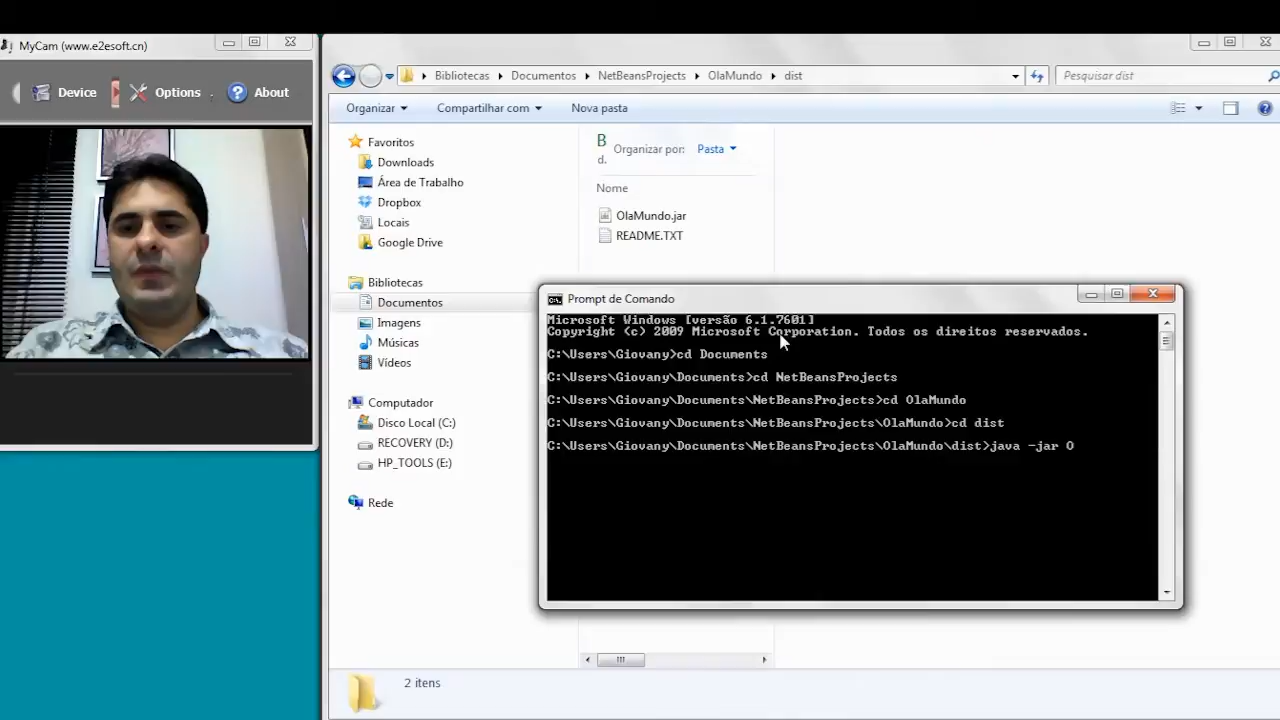 MyCam (www.e2esoft.cn)
Device
Options
About
Bibliotecas
Documentos
NetBeansProjects
OlaMundo
dist
Pesquisar dist
Organizar
Compartilhar com
Nova pasta
Favoritos
Downloads
Área de Trabalho
Dropbox
Locais
Google Drive
Bibliotecas
Documentos
Imagens
Músicas
Vídeos
Computador
Disco Local (C:)
RECOVERY (D:)
HP_TOOLS (E:)
Rede
B
d.
Organizar por:
Pasta
Nome
OlaMundo.jar
README.TXT
Prompt de Comando
Microsoft Windows [versão 6.1.7601]
Copyright (c) 2009 Microsoft Corporation. Todos os direitos reservados.
C:\Users\Giovany>cd Documents
C:\Users\Giovany\Documents>cd NetBeansProjects
C:\Users\Giovany\Documents\NetBeansProjects>cd OlaMundo
C:\Users\Giovany\Documents\NetBeansProjects\OlaMundo>cd dist
C:\Users\Giovany\Documents\NetBeansProjects\OlaMundo\dist>java -jar O
2 itens